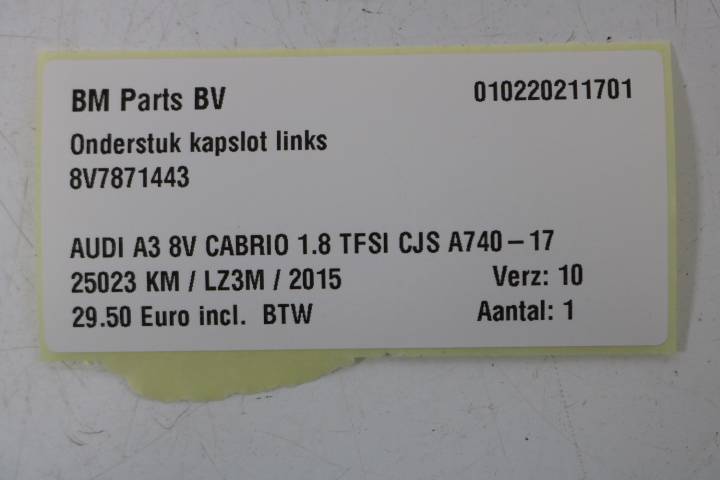 BM Parts BV 010220211701
Onderstuk kapslot links
8V7871443
AUDI A3 8V CABRIO 1.8 TFSI CJS A740-17
25023 KM / LZ3M / 2015 Verz: 10
29.50 Euro incl. BTW Aantal: 1